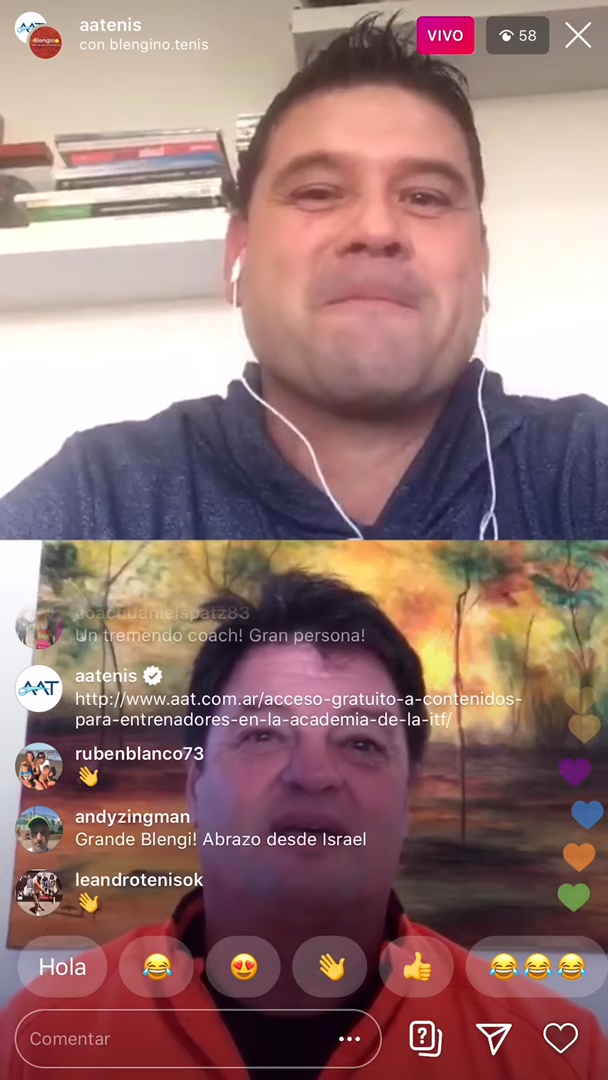 aatenis
con blengino.tenis
VIVO
58
coachdanielspatz83
Un tremendo coach! Gran persona!
AAT
aatenis
http://www.aat.com.ar/acceso-gratuito-a-contenidos-
para-entrenadores-en-la-academia-de-la-itf/
rubenblanco73
👋
andyzingman
Grande Blengi! Abrazo desde Israel
leandrotenisok
👋
Hola 😂 😍 👋 👍 😂😂😂
Comentar